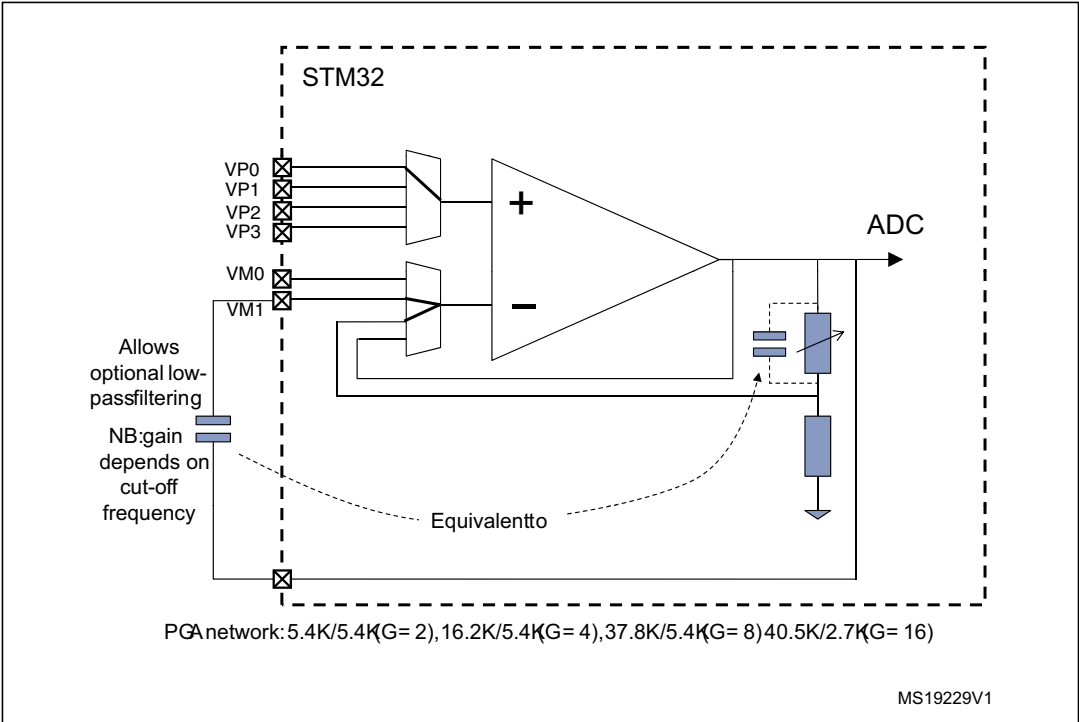 STM32
VP0
VP1
VP2
VP3
ADC
VM0
VM1
+
−
Allows
optional low-
passfiltering
NB:gain
depends on
cut-off
frequency
Equivalentto
PGAnetwork:5.4K/5.4K(G=2),16.2K/5.4K(G=4),37.8K/5.4K(G=8)40.5K/2.7K(G=16)
MS19229V1